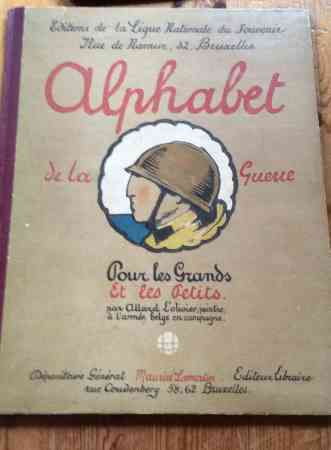 Editions de la Ligue Nationale du Souvenir
Rue de Namur, 52, Bruxelles
Alphabet
de la Guerre
Pour les Grands
Et les Petits.
par Allard L'olivier, peintre,
à l'armée belge en campagne.
Dépositaire Général Maurice Lamertin Editeur Libraire
rue Coudenberg 58,62 Bruxelles.